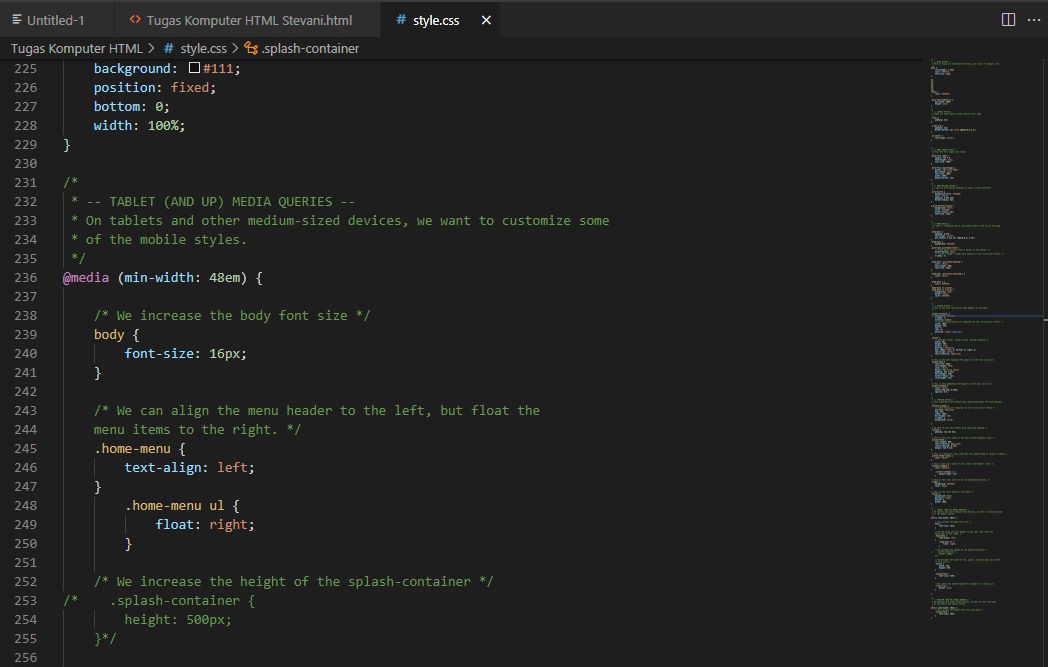 Untitled-1 <> Tugas Komputer HTML Stevani.html # style.css ×
Tugas Komputer HTML > # style.css > .splash-container
225 background: #111;
226 position: fixed;
227 bottom: 0;
228 width: 100%;
229 }
230
231 /*
232 * -- TABLET (AND UP) MEDIA QUERIES --
233 * On tablets and other medium-sized devices, we want to customize some
234 * of the mobile styles.
235 */
236 @media (min-width: 48em) {
237
238 /* We increase the body font size */
239 body {
240 font-size: 16px;
241 }
242
243 /* We can align the menu header to the left, but float the
244 menu items to the right. */
245 .home-menu {
246 text-align: left;
247 }
248 .home-menu ul {
249 float: right;
250 }
251
252 /* We increase the height of the splash-container */
253 /* .splash-container {
254 height: 500px;
255 }*/
256